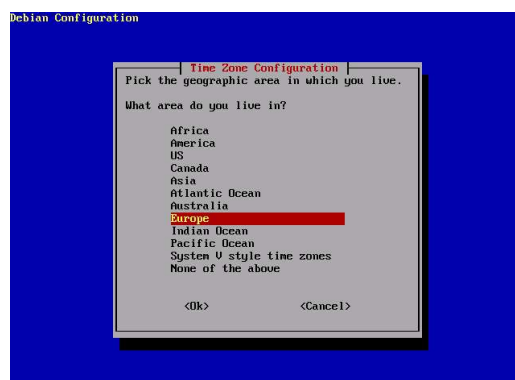 Debian Configuration
Time Zone Configuration
Pick the geographic area in which you live.
What area do you live in?
Africa
America
US
Canada
Asia
Atlantic Ocean
Australia
Europe
Indian Ocean
Pacific Ocean
System V style time zones
None of the above
<Ok> <Cancel>